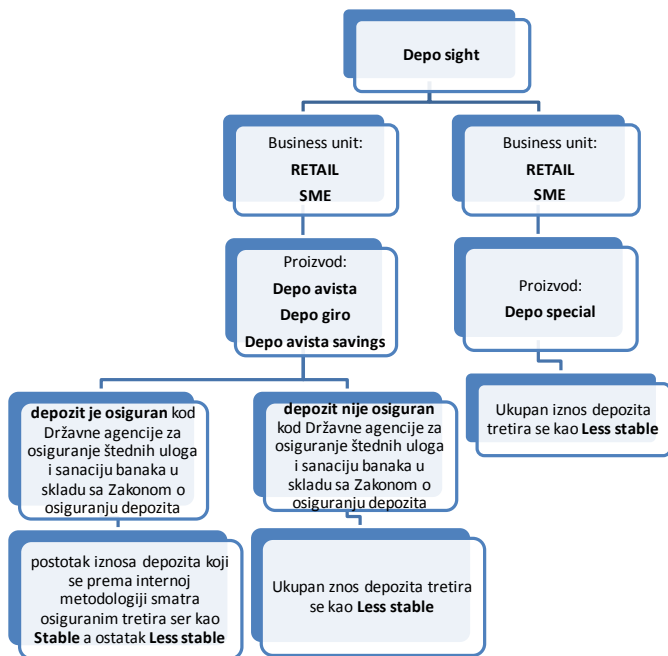 Depo sight
Business unit:
RETAIL
SME
Business unit:
RETAIL
SME
Proizvod:
Depo avista
Depo giro
Depo avista savings
Proizvod:
Depo special
depozit je osiguran kod
Državne agencije za
osiguranje štednih uloga
i sanaciju banaka u
skladu sa Zakonom o
osiguranju depozita
depozit nije osiguran
kod Državne agencije za
osiguranje štednih uloga
i sanaciju banaka u
skladu sa Zakonom o
osiguranju depozita
Ukupan iznos depozita
tretira se kao Less
stable
postotak iznosa depozita koji
se prema internoj
metodologiji smatra
osiguranim tretira ser kao
Stable a ostatak Less stable
Ukupan znos depozita tretira
se kao Less stable